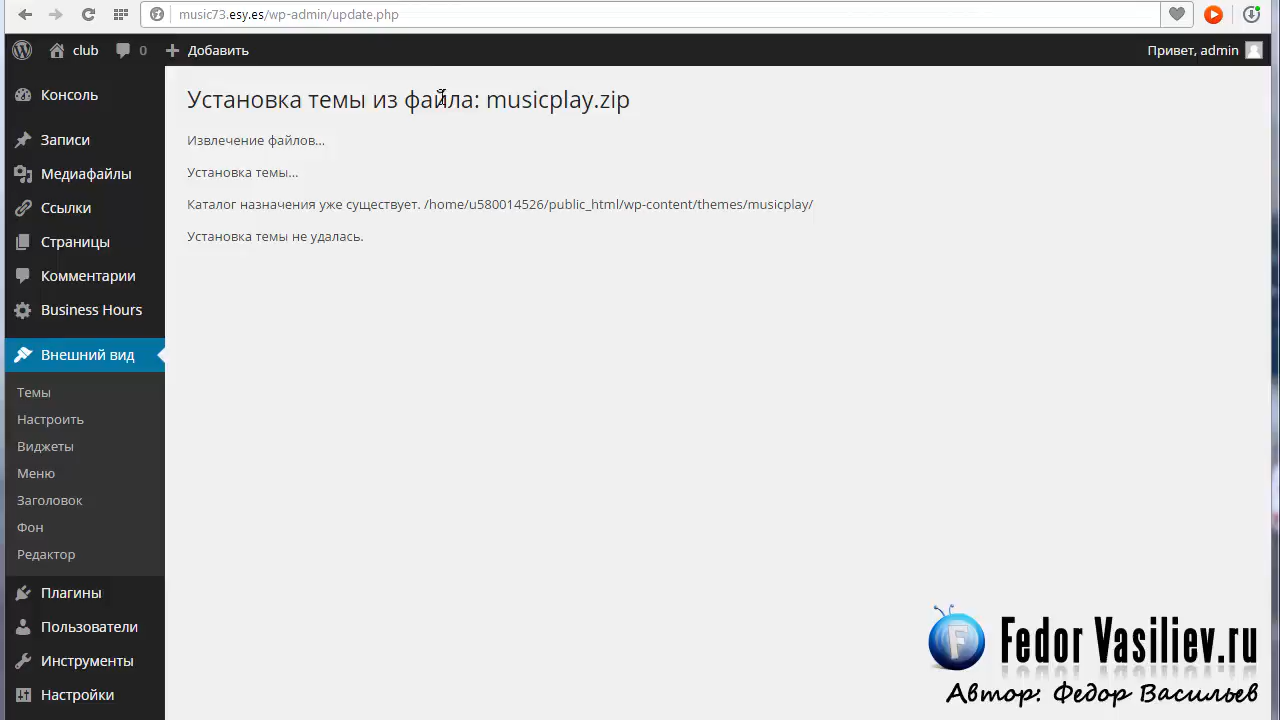 music73.esy.es/wp-admin/update.php
club 0 Добавить Привет, admin
Консоль
Записи
Медиафайлы
Ссылки
Страницы
Комментарии
Business Hours
Внешний вид
Темы
Настроить
Виджеты
Меню
Заголовок
Фон
Редактор
Плагины
Пользователи
Инструменты
Настройки
Установка темы из файла: musicplay.zip
Извлечение файлов…
Установка темы…
Каталог назначения уже существует. /home/u580014526/public_html/wp-content/themes/musicplay/
Установка темы не удалась.
F Fedor Vasiliev.ru
Автор: Федор Васильев